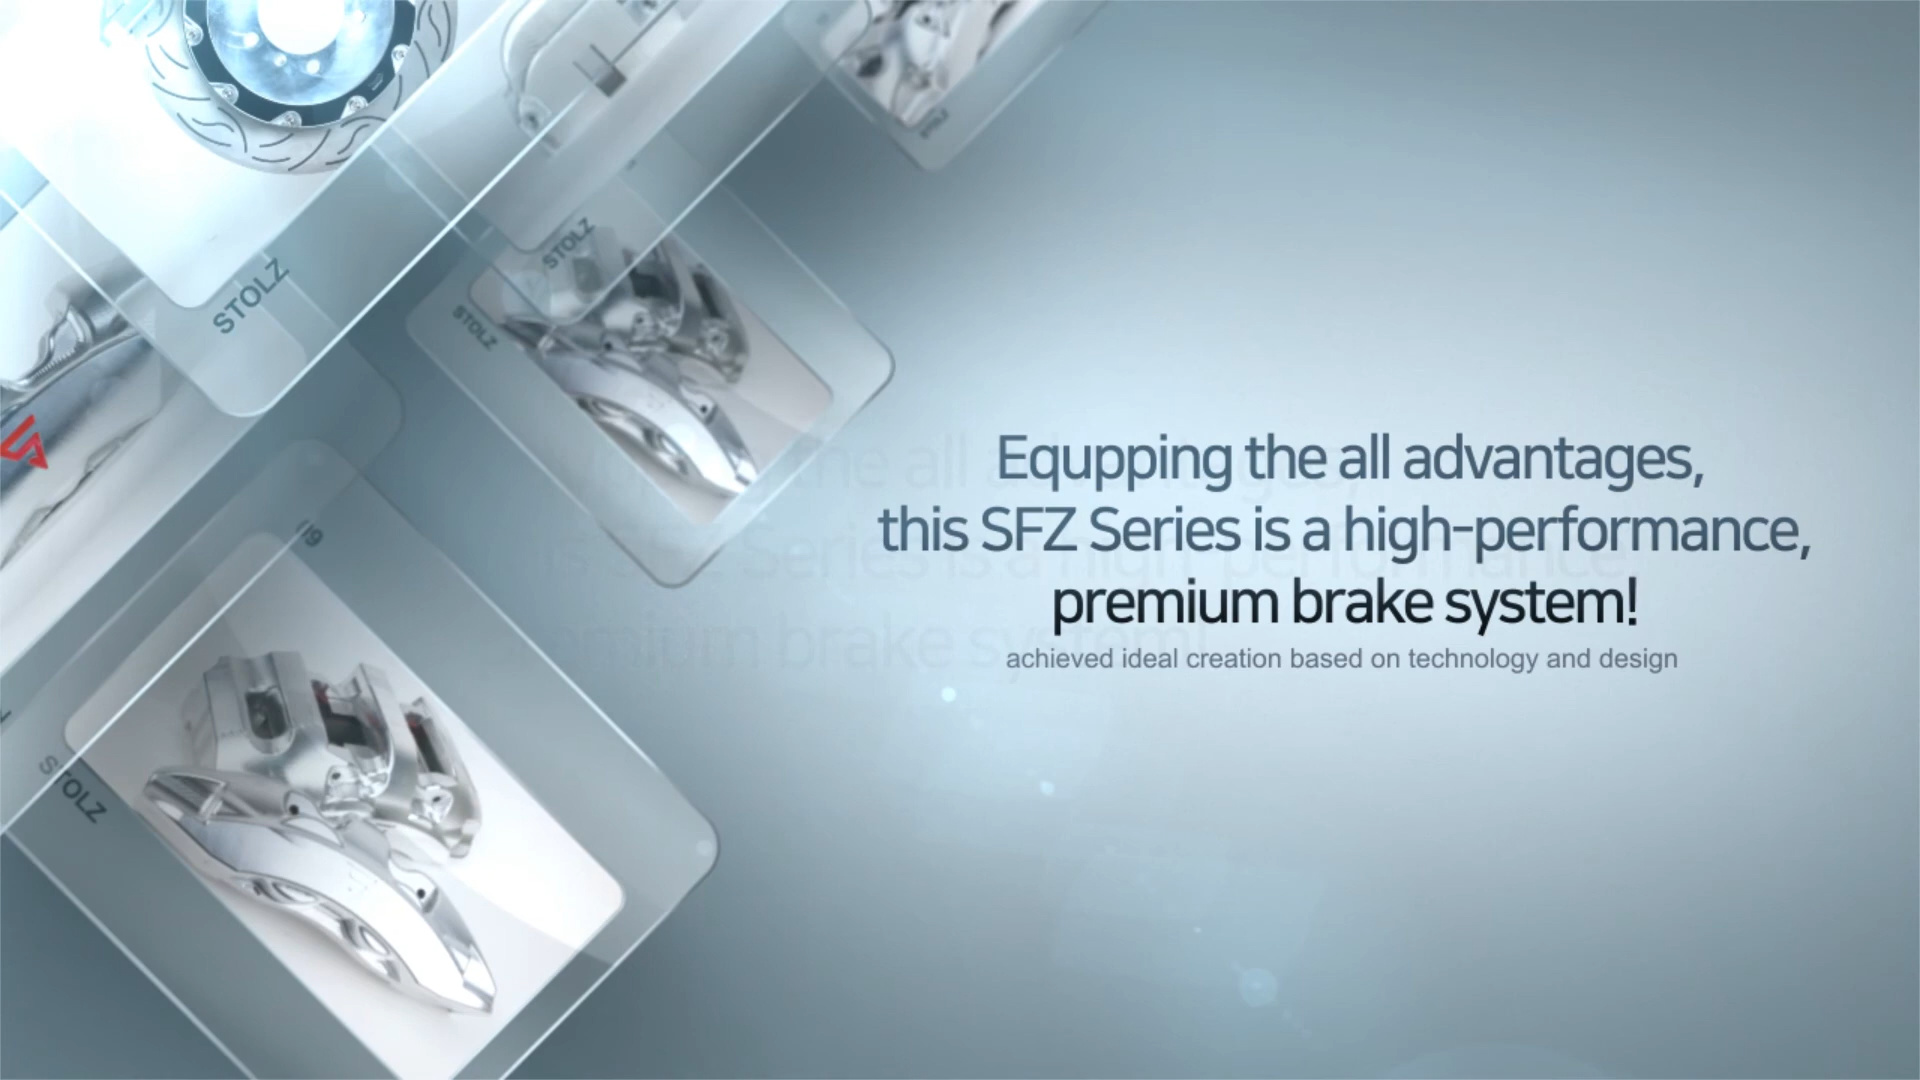 STOLZ
STOLZ
STOLZ
STOLZ
Equpping the all advantages,
this SFZ Series is a high-performance,
premium brake system!
achieved ideal creation based on technology and design